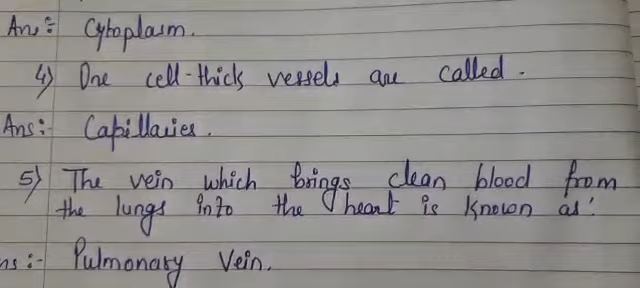 Ans:- Cytoplasm.
4) One cell-thick vessels are called.
Ans:- Capillaries.
5) The vein which brings clean blood from
the lungs into the heart is known as:
ns:- Pulmonary Vein.